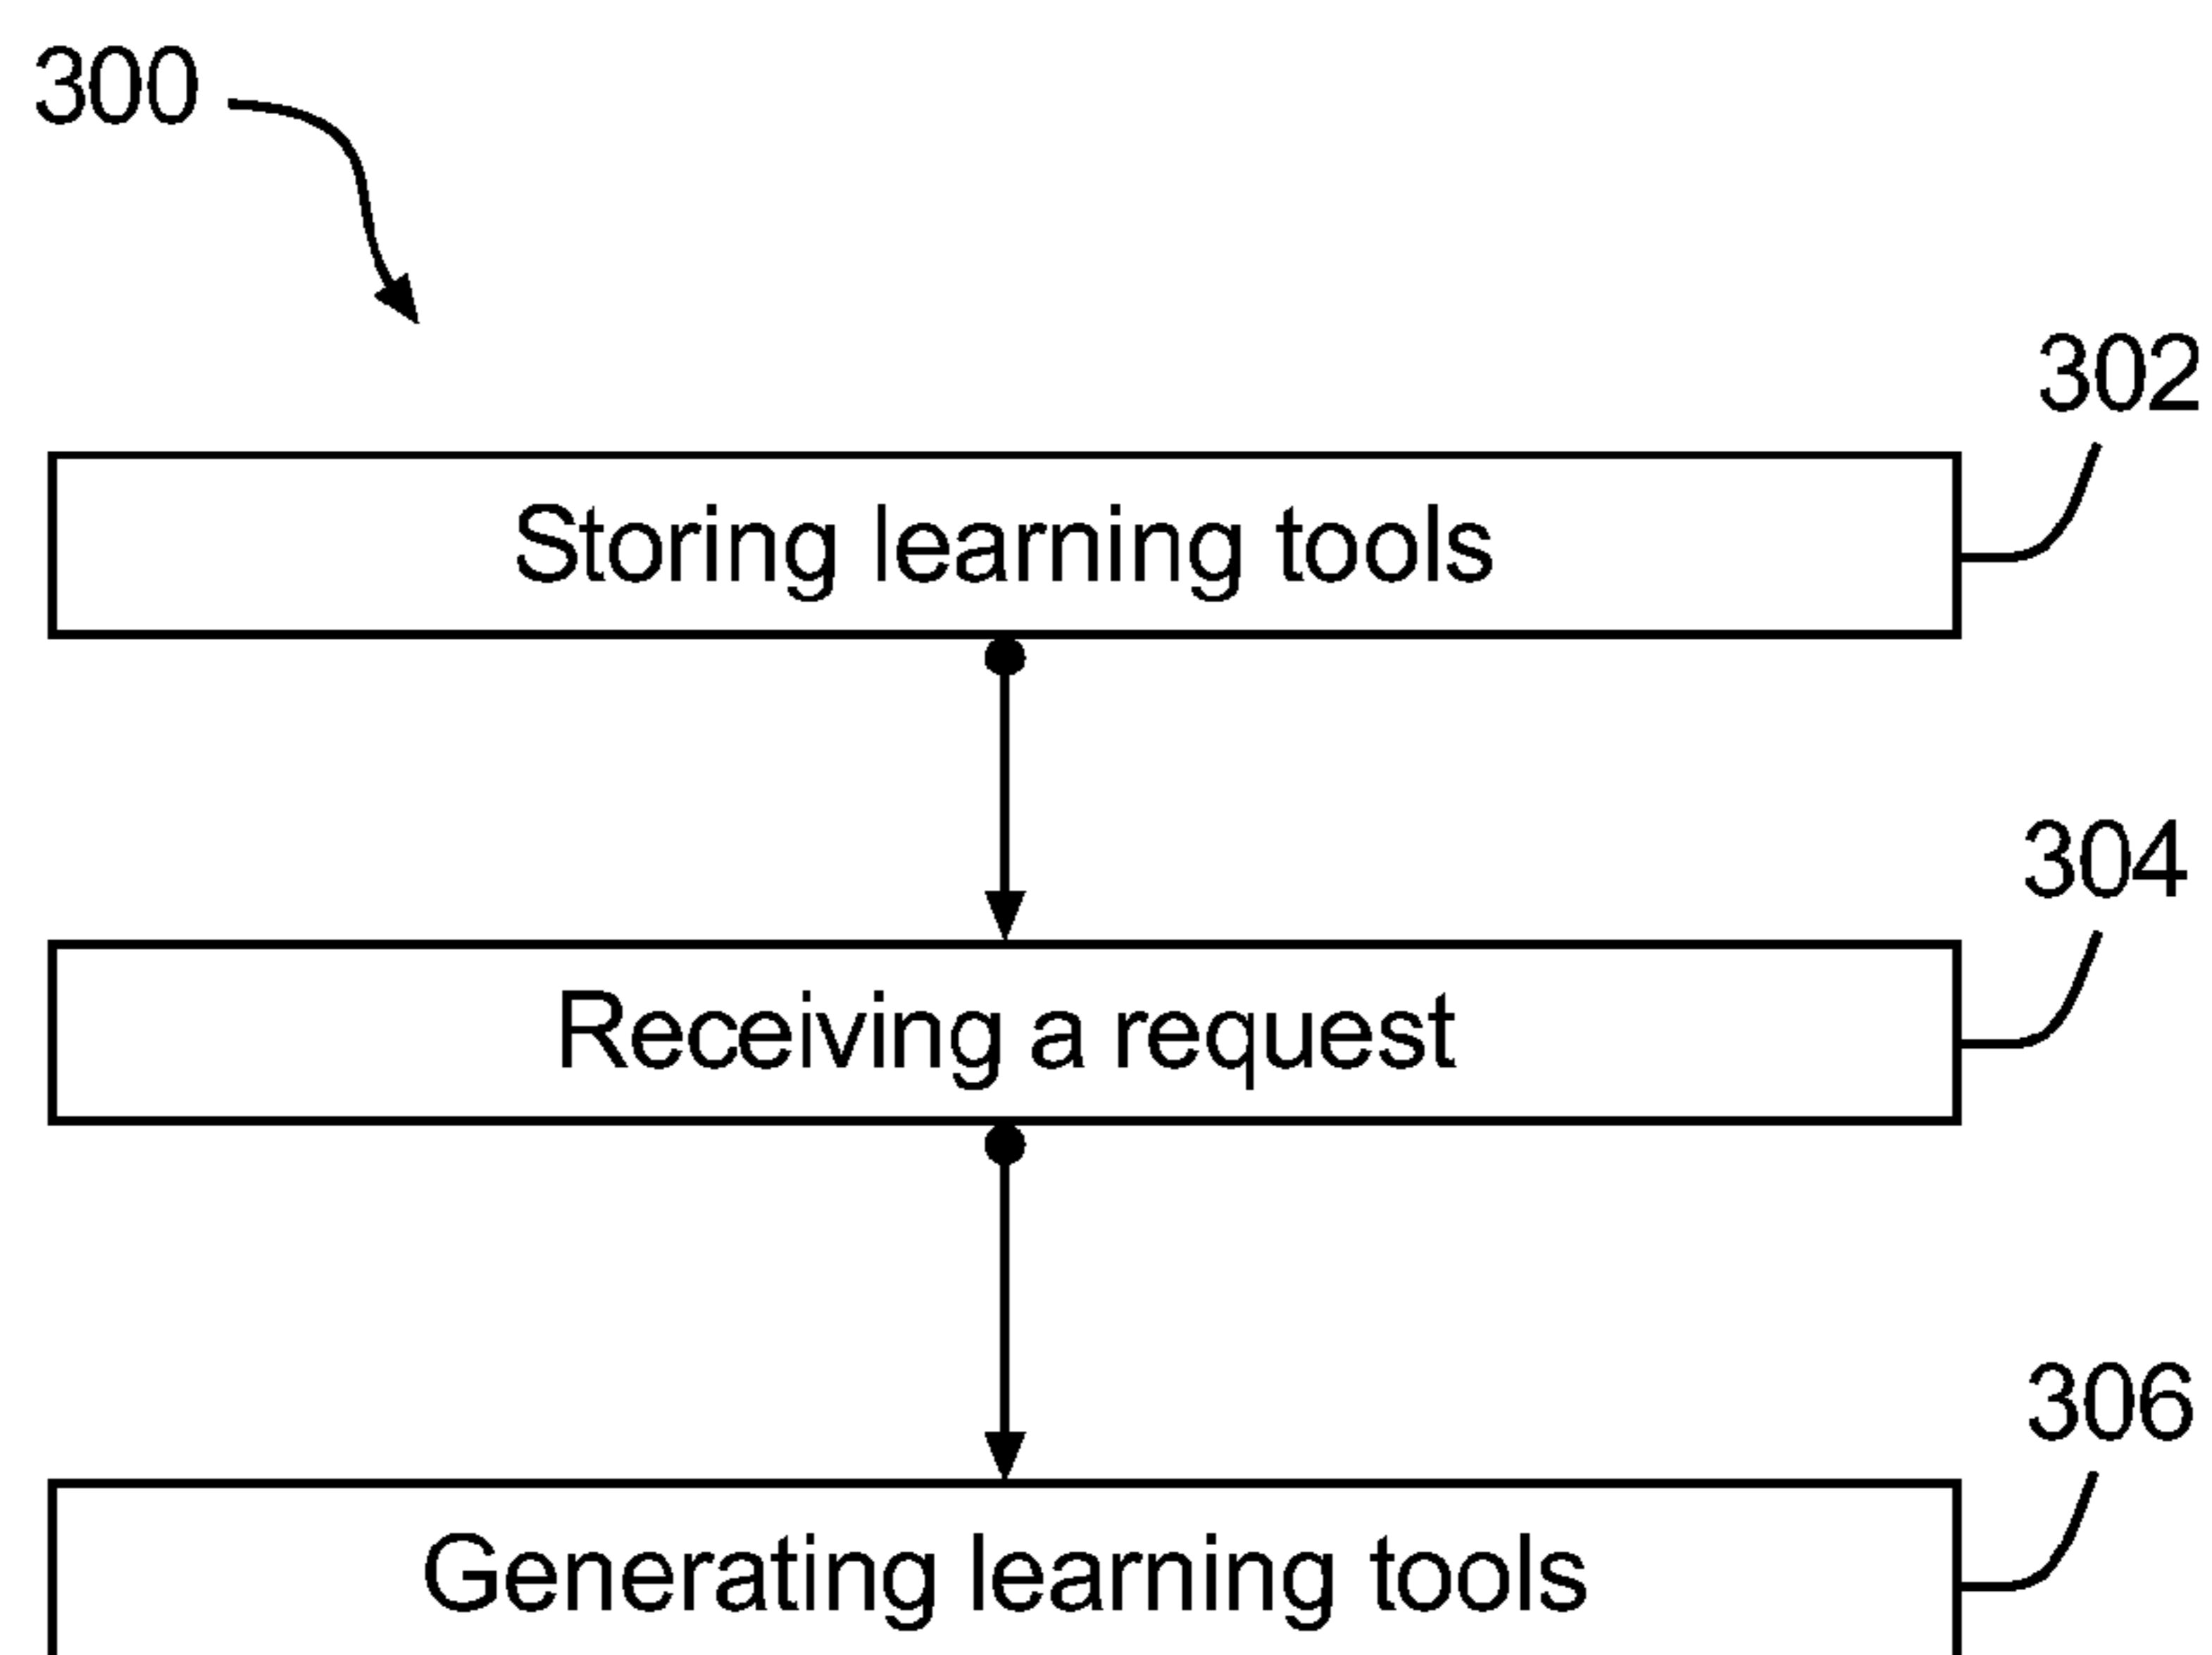 300
302
Storing learning tools
304
Receiving a request
306
Generating learning tools